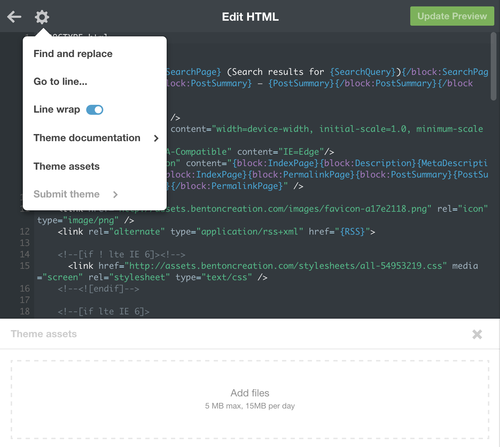 Edit HTML
Update Preview
Find and replace
Go to line...
Line wrap
Theme documentation
Theme assets
Submit theme
SearchPage} (Search results for {SearchQuery}){/block:SearchPag
block:PostSummary} — {PostSummary}{/block:PostSummary}{/block
/>
content="width=device-width, initial-scale=1.0, minimum-scale
/>
A-Compatible" content="IE=Edge"/>
on" content="{block:IndexPage}{block:Description}{MetaDescripti
block:IndexPage}{block:PermalinkPage}{block:PostSummary}{PostSu
{/block:PermalinkPage}" />
assets.bentoncreation.com/images/favicon-a17e2118.png" rel="icon"
type="image/png" />
12 <link rel="alternate" type="application/rss+xml" href="{RSS}">
13
14 <!--[if ! lte IE 6]><!-->
15 <link href="http://assets.bentoncreation.com/stylesheets/all-54953219.css" media
="screen" rel="stylesheet" type="text/css" />
16 <!--<![endif]-->
17
18 <!--[if lte IE 6]>
Theme assets
Add files
5 MB max, 15MB per day